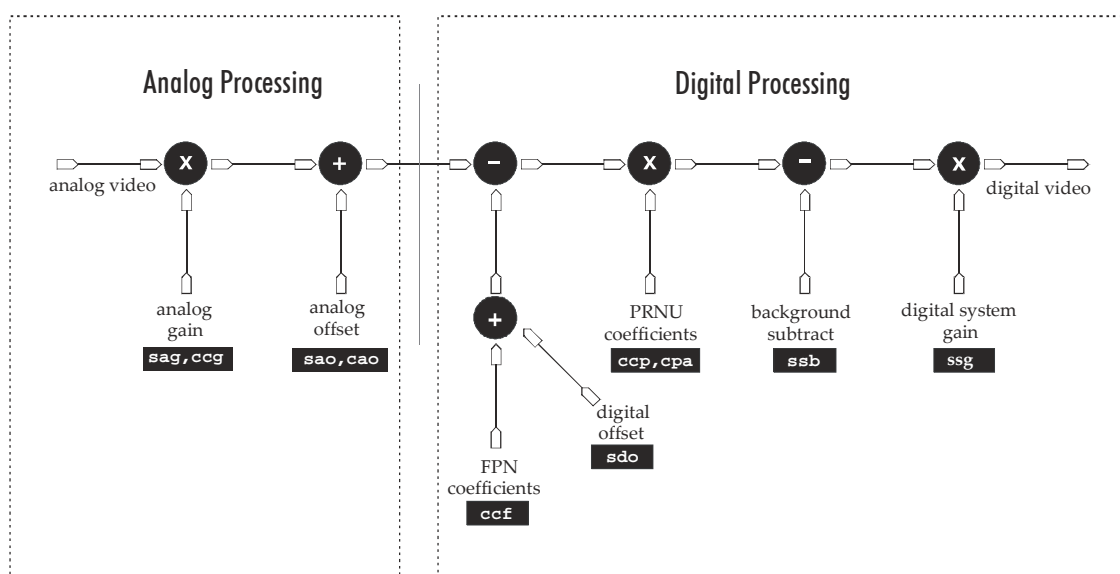 Analog Processing
Digital Processing
x
+
-
x
-
x
analog video
digital video
analog
gain
sag,ccg
analog
offset
sao,cao
+
PRNU
coefficients
ccp,cpa
background
subtract
ssb
digital system
gain
ssg
digital
offset
sdo
FPN
coefficients
ccf